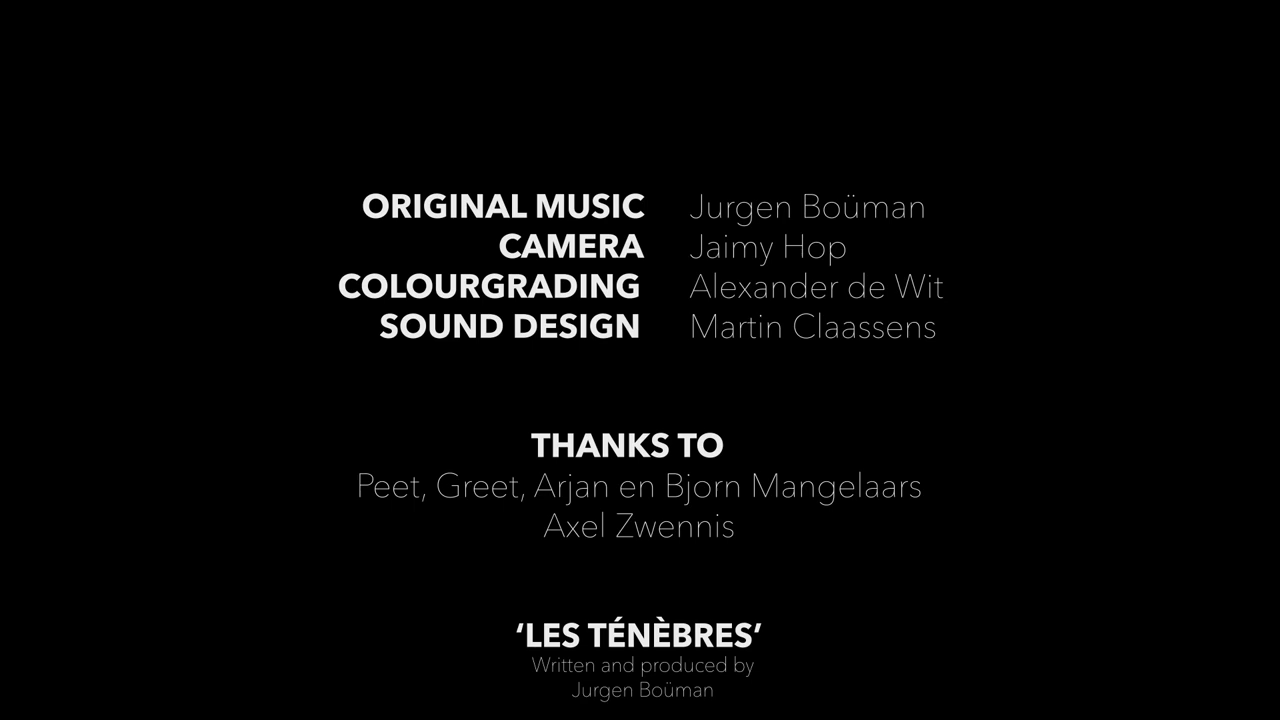 ORIGINAL MUSIC Jurgen Boüman
CAMERA Jaimy Hop
COLOURGRADING Alexander de Wit
SOUND DESIGN Martin Claassens
THANKS TO
Peet, Greet, Arjan en Bjorn Mangelaars
Axel Zwennis
‘LES TÉNÈBRES’
Written and produced by
Jurgen Boüman